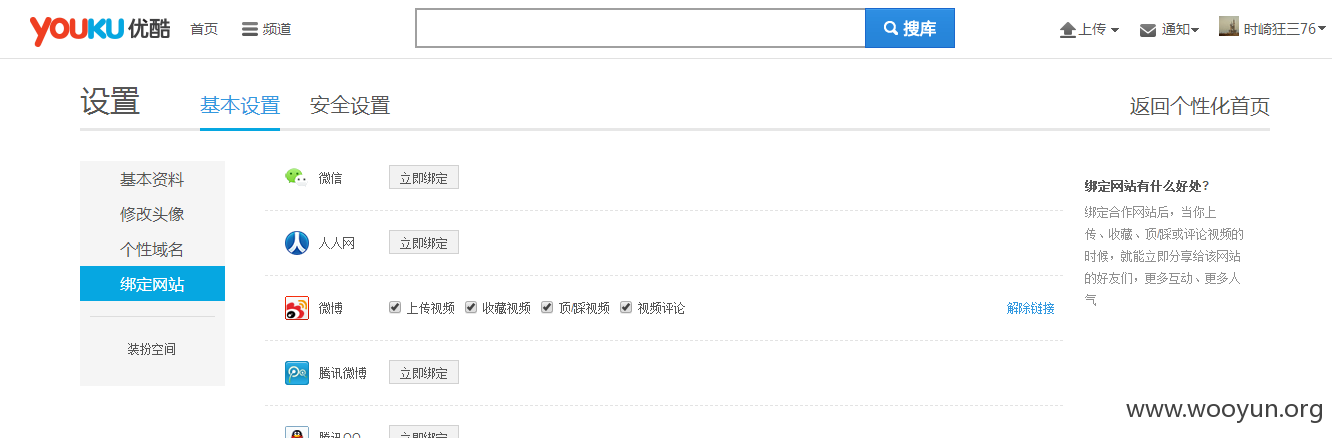 YOUKU 优酷 首页 频道 搜库 上传 通知 时崎狂三76
设置 基本设置 安全设置 返回个性化首页
基本资料
修改头像
个性域名
绑定网站
装扮空间
微信 立即绑定
人人网 立即绑定
微博 上传视频 收藏视频 顶/踩视频 视频评论 解除链接
腾讯微博 立即绑定
腾讯QQ 立即绑定
绑定网站有什么好处？
绑定合作网站后，当你上
传、收藏、顶/踩或评论视频的
时候，就能立即分享给该网站
的好友们，更多互动、更多人
气
www.wooyun.org